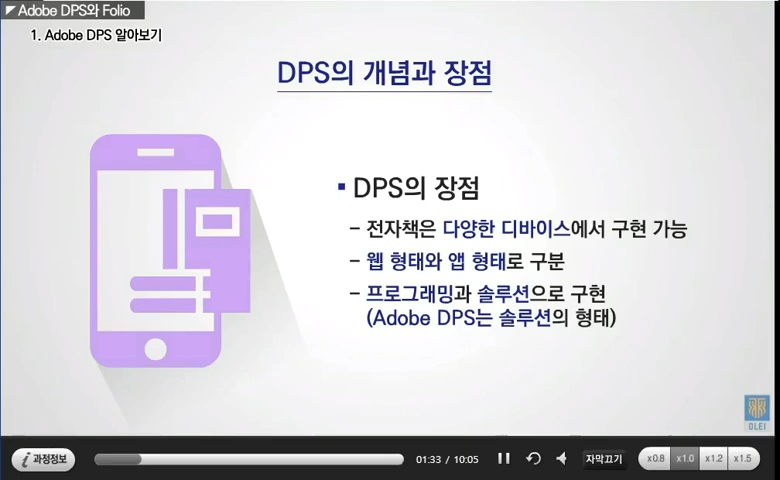 Adobe DPS와 Folio
1. Adobe DPS 알아보기
DPS의 개념과 장점
▪ DPS의 장점
– 전자책은 다양한 디바이스에서 구현 가능
– 웹 형태와 앱 형태로 구분
– 프로그래밍과 솔루션으로 구현
(Adobe DPS는 솔루션의 형태)
OLEI
i 과정정보
01:33 / 10:05
자막끄기
x0.8 x1.0 x1.2 x1.5